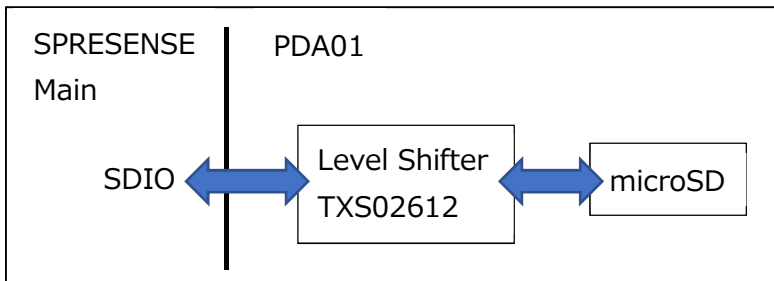 SPRESENSE
Main
PDA01
SDIO
Level Shifter
TXS02612
microSD